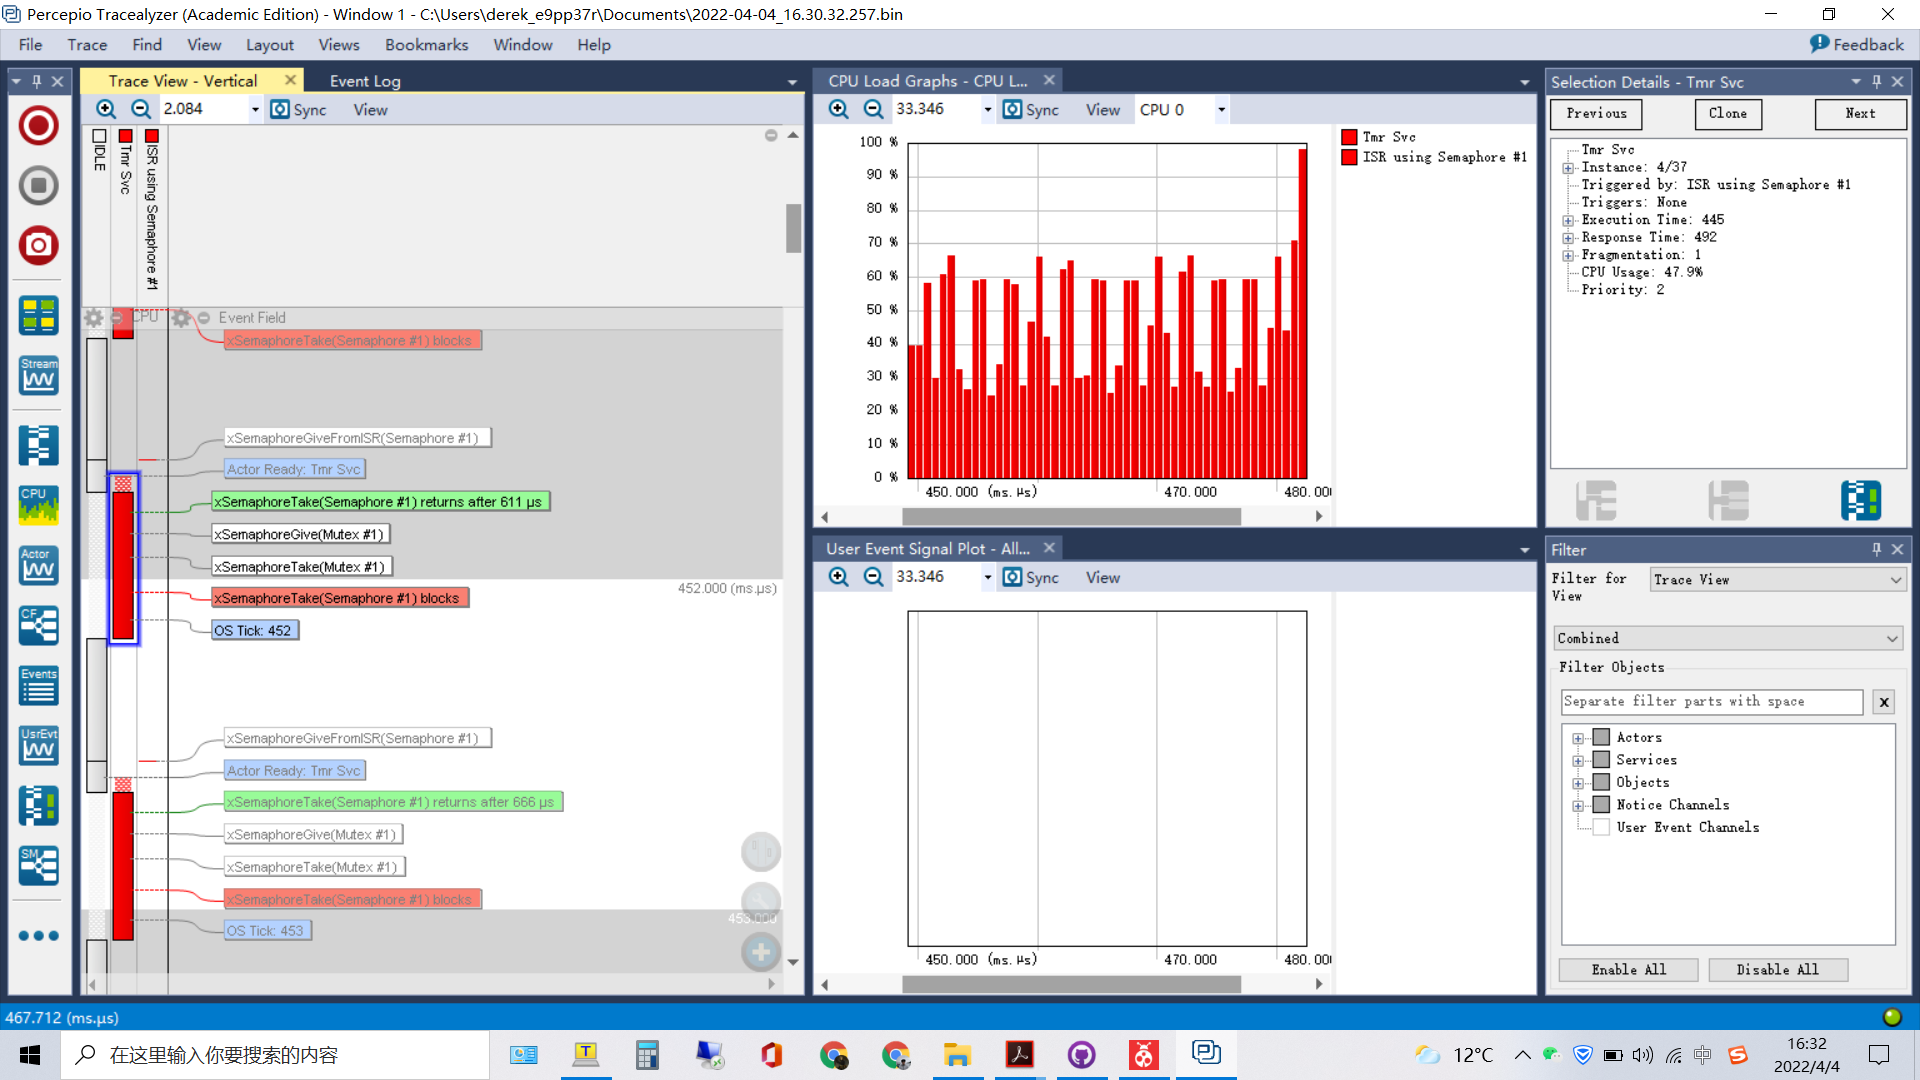 Percepio Tracealyzer (Academic Edition) - Window 1 - C:\Users\derek_e9pp37r\Documents\2022-04-04_16.30.32.257.bin
File Trace Find View Layout Views Bookmarks Window Help
Feedback
Trace View - Vertical
Event Log
2.084
Sync
View
IDLE
Tmr Svc
ISR using Semaphore #1
CPU
Event Field
xSemaphoreTake(Semaphore #1) blocks
xSemaphoreGiveFromISR(Semaphore #1)
Actor Ready: Tmr Svc
xSemaphoreTake(Semaphore #1) returns after 611 µs
xSemaphoreGive(Mutex #1)
xSemaphoreTake(Mutex #1)
452.000 (ms.µs)
xSemaphoreTake(Semaphore #1) blocks
OS Tick: 452
xSemaphoreGiveFromISR(Semaphore #1)
Actor Ready: Tmr Svc
xSemaphoreTake(Semaphore #1) returns after 666 µs
xSemaphoreGive(Mutex #1)
xSemaphoreTake(Mutex #1)
xSemaphoreTake(Semaphore #1) blocks
453.000
OS Tick: 453
Stream
CPU
Actor
CF
Events
UsrEvt
SM
CPU Load Graphs - CPU L...
33.346
Sync
View
CPU 0
100 %
90 %
80 %
70 %
60 %
50 %
40 %
30 %
20 %
10 %
0 %
450.000 (ms.µs)
470.000
480.00
Tmr Svc
ISR using Semaphore #1
User Event Signal Plot - All...
33.346
Sync
View
450.000 (ms.µs)
470.000
480.00
Selection Details - Tmr Svc
Previous
Clone
Next
Tmr Svc
Instance: 4/37
Triggered by: ISR using Semaphore #1
Triggers: None
Execution Time: 445
Response Time: 492
Fragmentation: 1
CPU Usage: 47.9%
Priority: 2
Filter
Filter for View
Trace View
Combined
Filter Objects
Separate filter parts with space
x
Actors
Services
Objects
Notice Channels
User Event Channels
Enable All
Disable All
467.712 (ms.µs)
在这里输入你要搜索的内容
12°C
中
16:32
2022/4/4